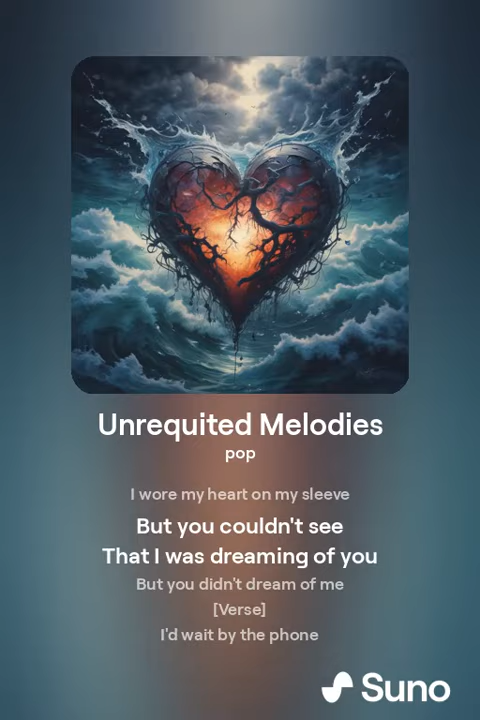 Unrequited Melodies
pop
I wore my heart on my sleeve
But you couldn't see
That I was dreaming of you
But you didn't dream of me
[Verse]
I'd wait by the phone
Suno